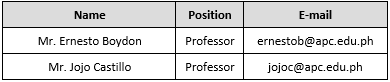 Name Position E-mail
Mr. Ernesto Boydon Professor ernestob@apc.edu.ph
Mr. Jojo Castillo Professor jojoc@apc.edu.ph